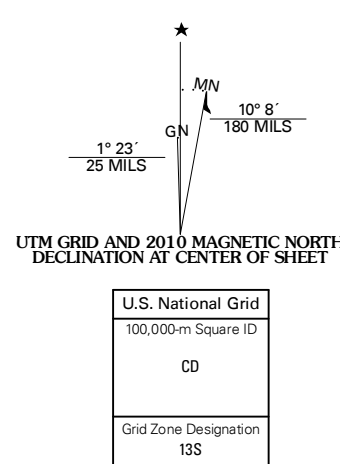 ★
MN
GN
10° 8´
180 MILS
1° 23´
25 MILS
UTM GRID AND 2010 MAGNETIC NORTH
DECLINATION AT CENTER OF SHEET
U.S. National Grid
100,000-m Square ID
CD
Grid Zone Designation
13S